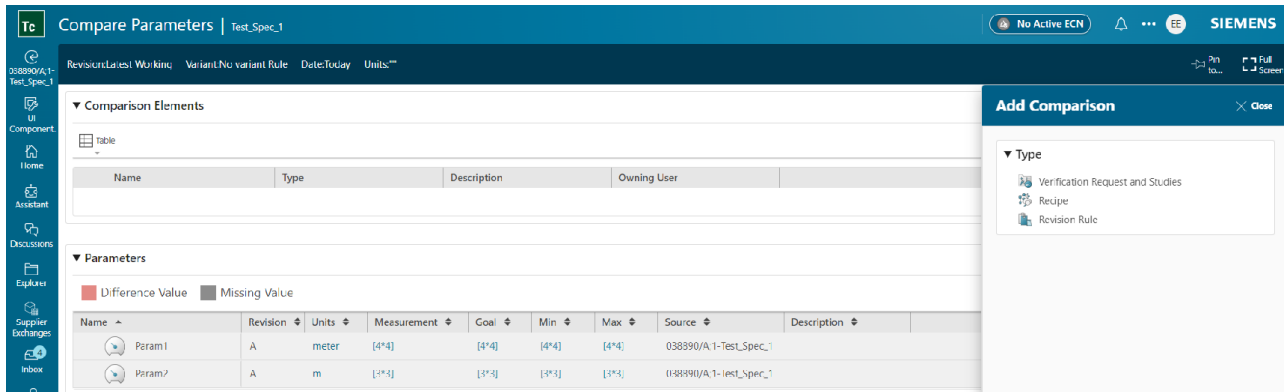 Tc Compare Parameters | Test_Spec_1 No Active ECN EE SIEMENS
038890/A;1-
Test_Spec_1
Revision:Latest Working Variant:No variant Rule Date:Today Units:""
Pin
to...
Full
Screen
UI
Component.
Home
Assistant
Discussions
Explorer
Supplier
Exchanges
4
Inbox
Comparison Elements
Table
Name Type Description Owning User
Parameters
Difference Value Missing Value
Name Revision Units Measurement Goal Min Max Source Description
Param1 A meter [4*4] [4*4] [4*4] [4*4] 038890/A;1-Test_Spec_1
Param2 A m [3*3] [3*3] [3*3] [3*3] 038890/A;1-Test_Spec_1
Add Comparison Close
Type
Verification Request and Studies
Recipe
Revision Rule